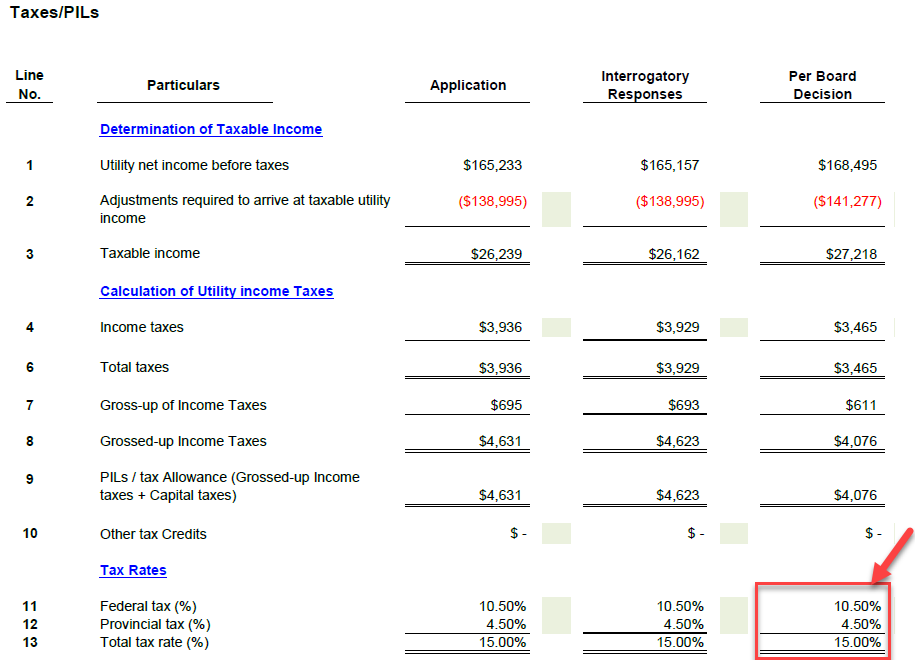 Taxes/PILs
Line No. Particulars Application Interrogatory Responses Per Board Decision
Determination of Taxable Income
1 Utility net income before taxes $165,233 $165,157 $168,495
2 Adjustments required to arrive at taxable utility income ($138,995) ($138,995) ($141,277)
3 Taxable income $26,239 $26,162 $27,218
Calculation of Utility income Taxes
4 Income taxes $3,936 $3,929 $3,465
6 Total taxes $3,936 $3,929 $3,465
7 Gross-up of Income Taxes $695 $693 $611
8 Grossed-up Income Taxes $4,631 $4,623 $4,076
9 PILs / tax Allowance (Grossed-up Income taxes + Capital taxes) $4,631 $4,623 $4,076
10 Other tax Credits $ - $ - $ -
Tax Rates
11 Federal tax (%) 10.50% 10.50% 10.50%
12 Provincial tax (%) 4.50% 4.50% 4.50%
13 Total tax rate (%) 15.00% 15.00% 15.00%